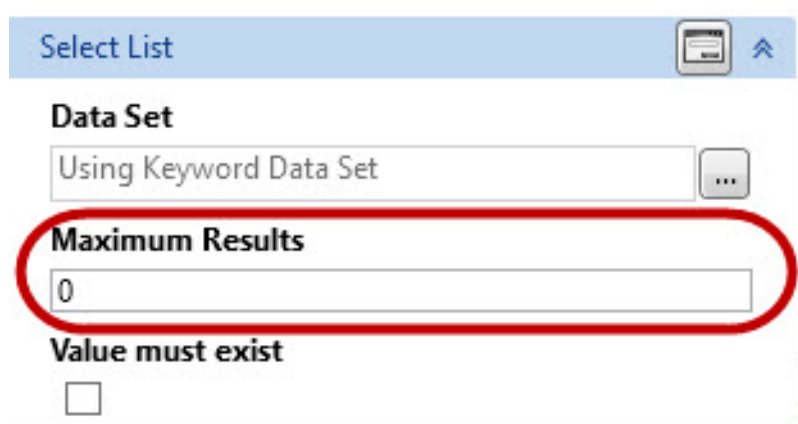 Select List
Data Set
Using Keyword Data Set
...
Maximum Results
0
Value must exist